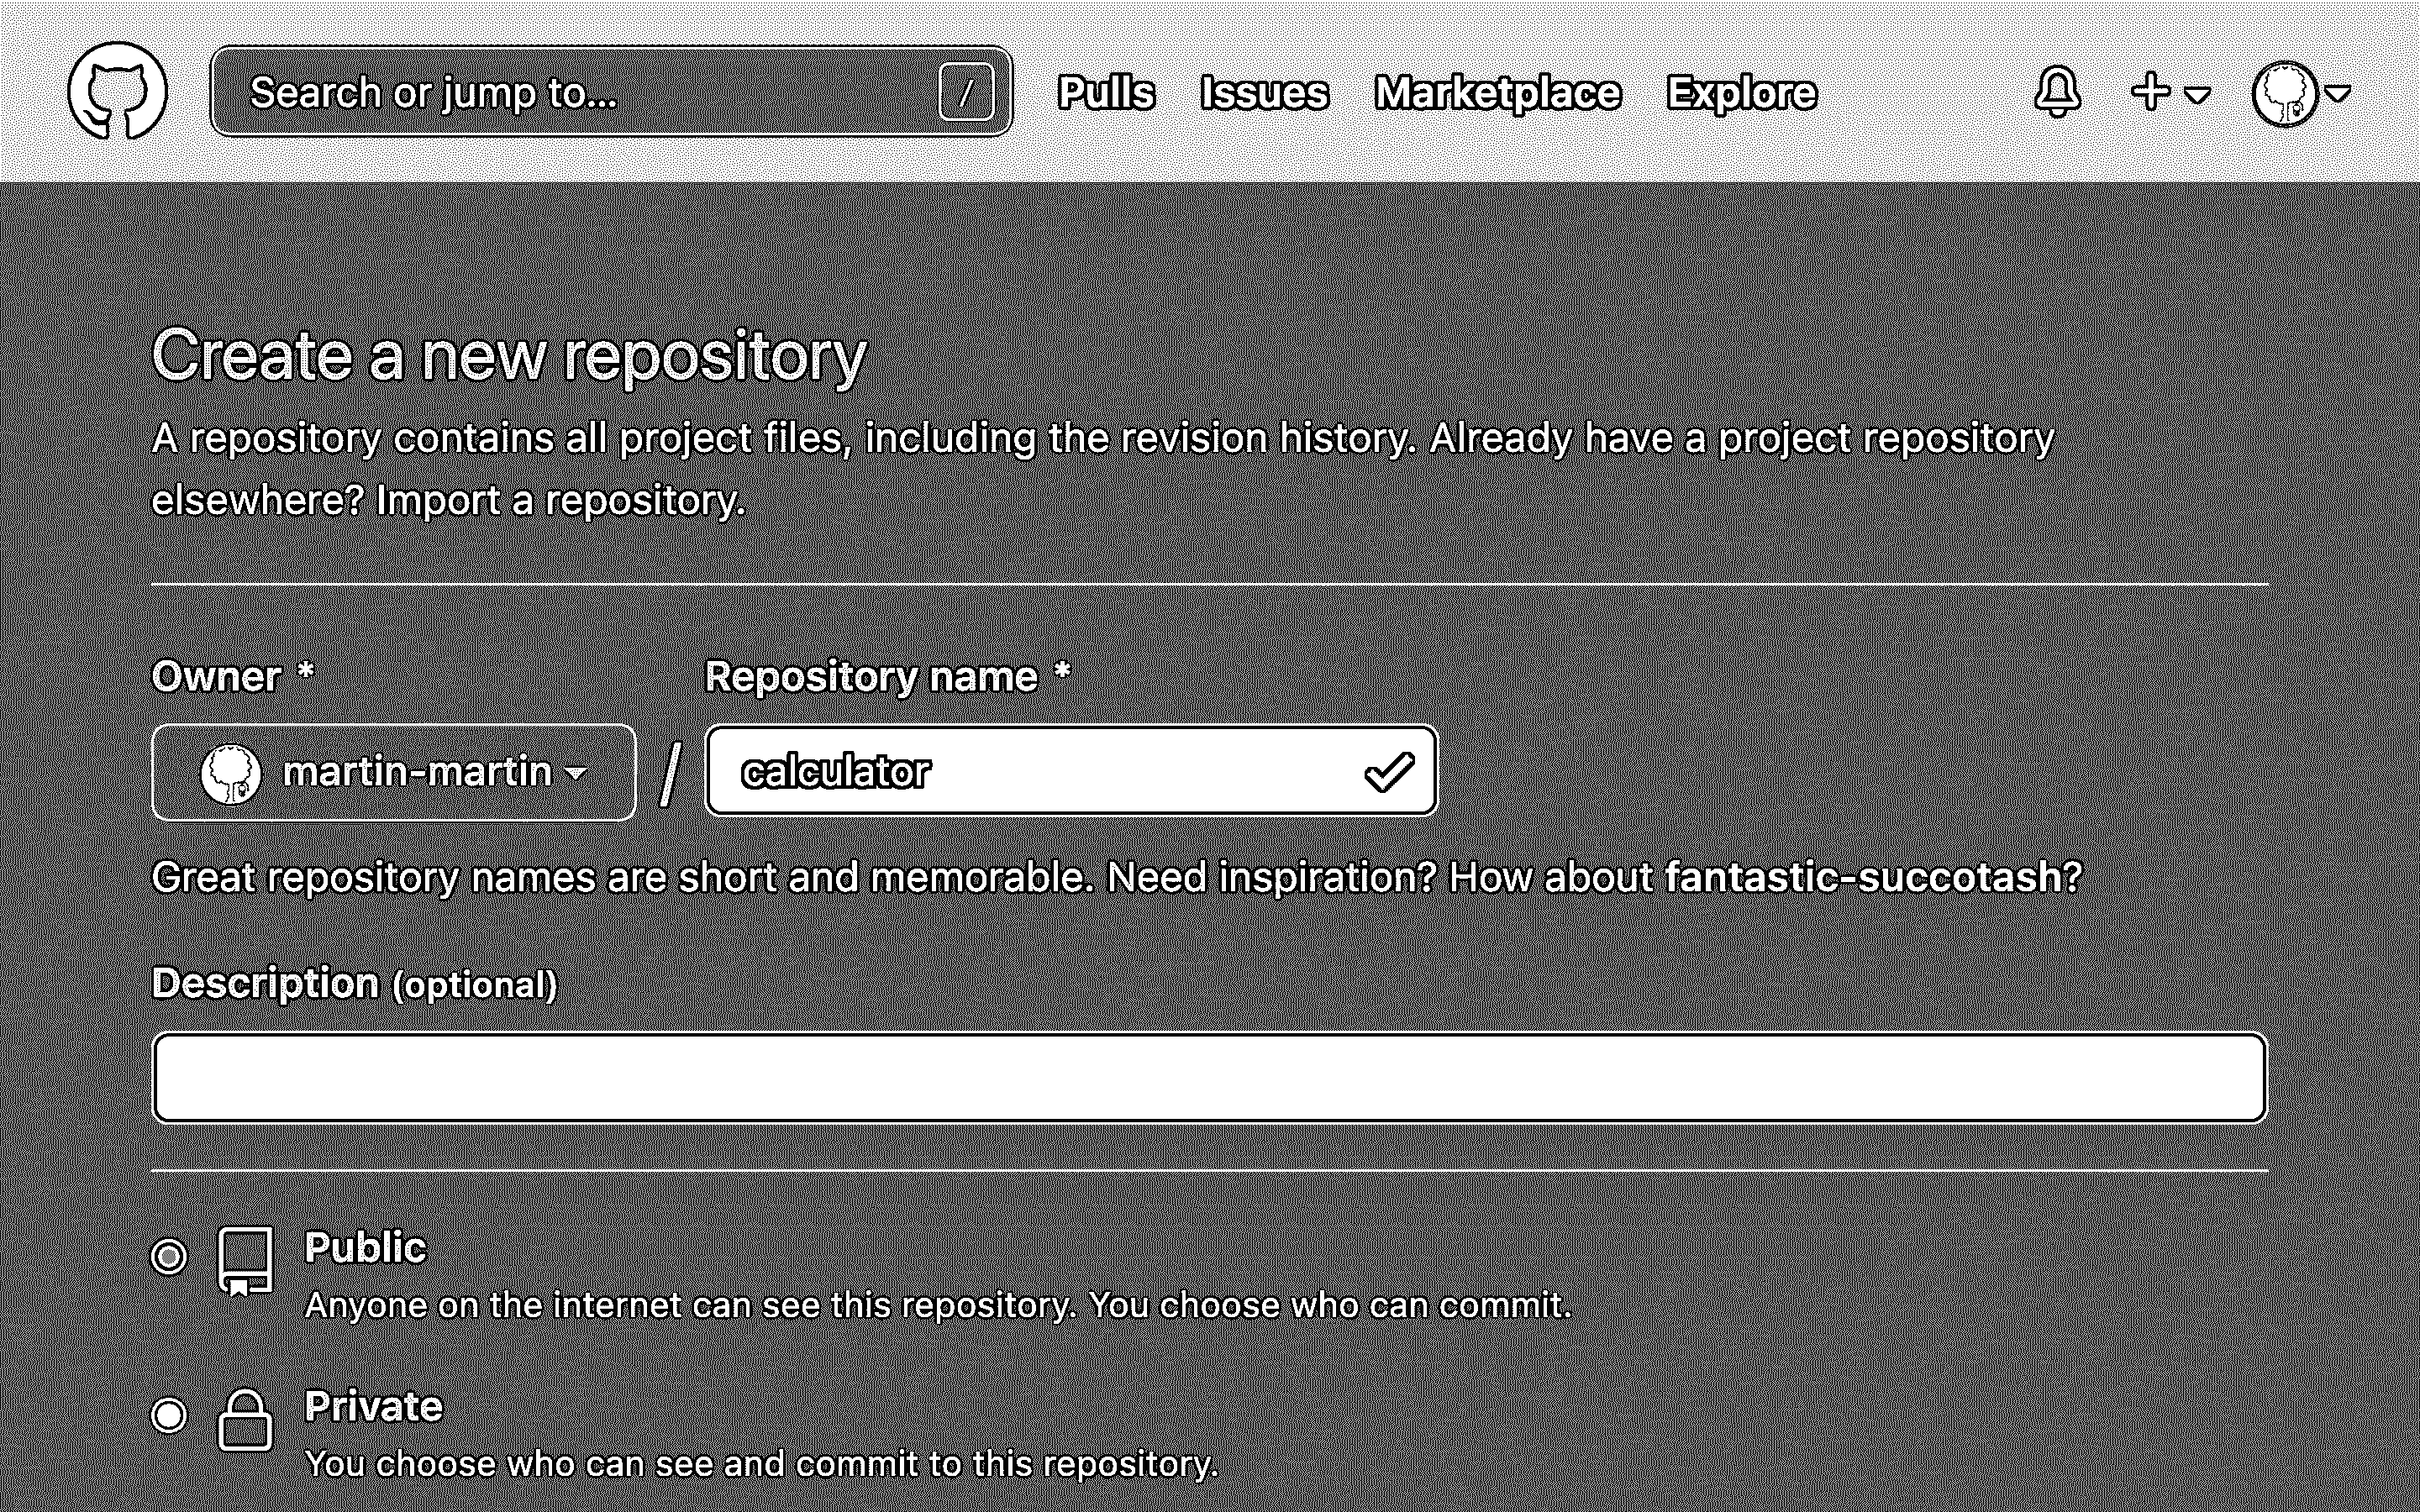 Search or jump to... /
Pulls Issues Marketplace Explore
Create a new repository
A repository contains all project files, including the revision history. Already have a project repository
elsewhere? Import a repository.
Owner * Repository name *
martin-martin / calculator
Great repository names are short and memorable. Need inspiration? How about fantastic-succotash?
Description (optional)
Public
Anyone on the internet can see this repository. You choose who can commit.
Private
You choose who can see and commit to this repository.